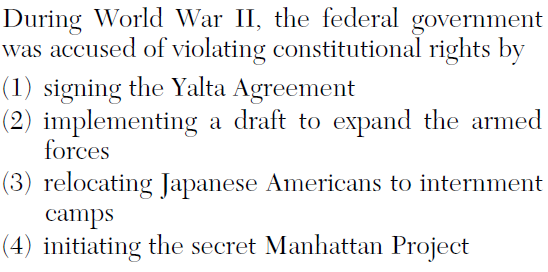 During World War II, the federal government
was accused of violating constitutional rights by
(1) signing the Yalta Agreement
(2) implementing a draft to expand the armed
forces
(3) relocating Japanese Americans to internment
camps
(4) initiating the secret Manhattan Project